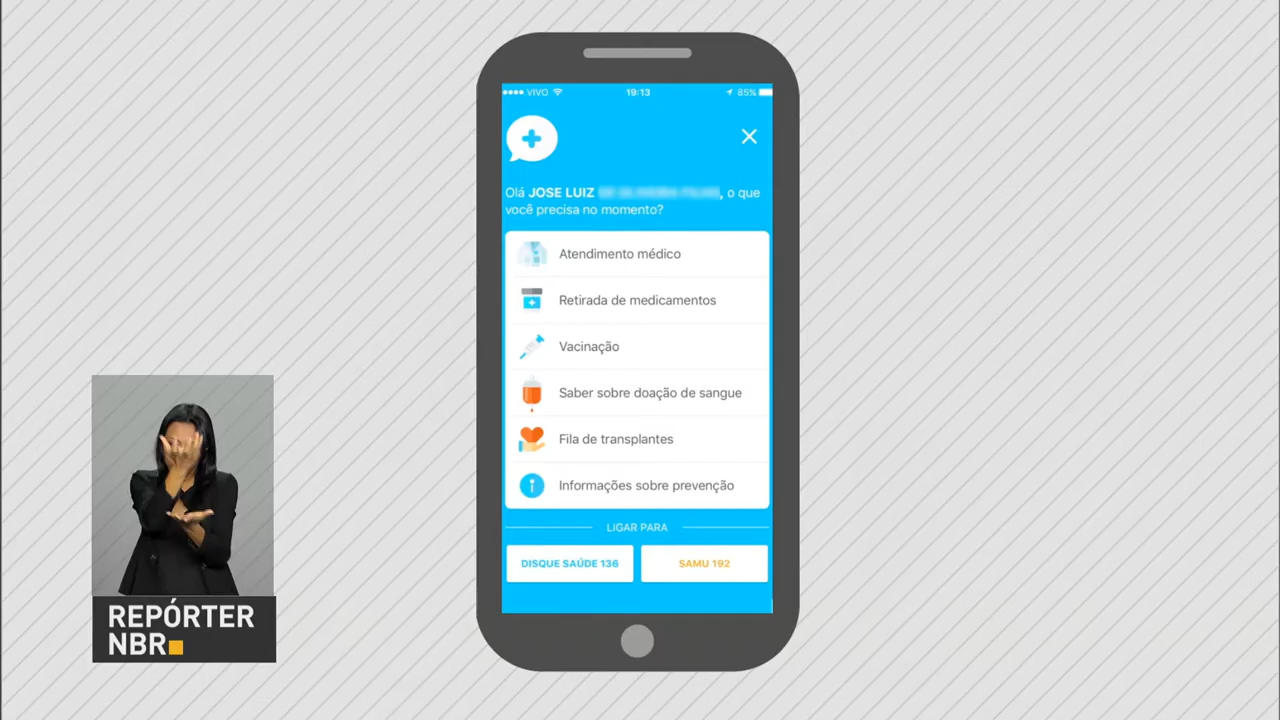 VIVO 19:13 85%
Olá JOSE LUIZ , o que
você precisa no momento?
Atendimento médico
Retirada de medicamentos
Vacinação
Saber sobre doação de sangue
Fila de transplantes
Informações sobre prevenção
LIGAR PARA
DISQUE SAÚDE 136
SAMU 192
REPÓRTER
NBR